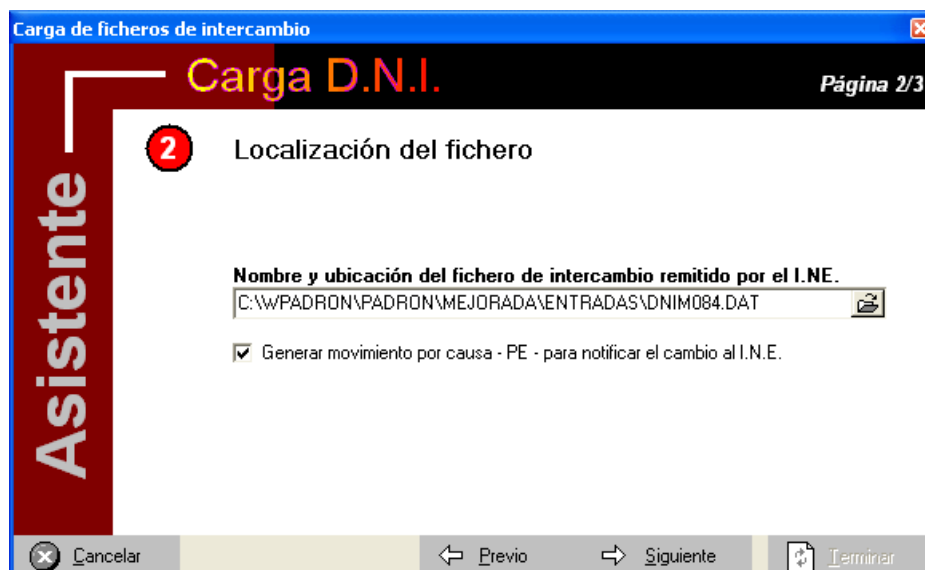 Carga de ficheros de intercambio
Carga D.N.I.
Página 2/3
Asistente
2
Localización del fichero
Nombre y ubicación del fichero de intercambio remitido por el I.NE.
C:\WPADRON\PADRON\MEJORADA\ENTRADAS\DNIM084.DAT
Generar movimiento por causa - PE - para notificar el cambio al I.N.E.
Cancelar
Previo
Siguiente
Terminar